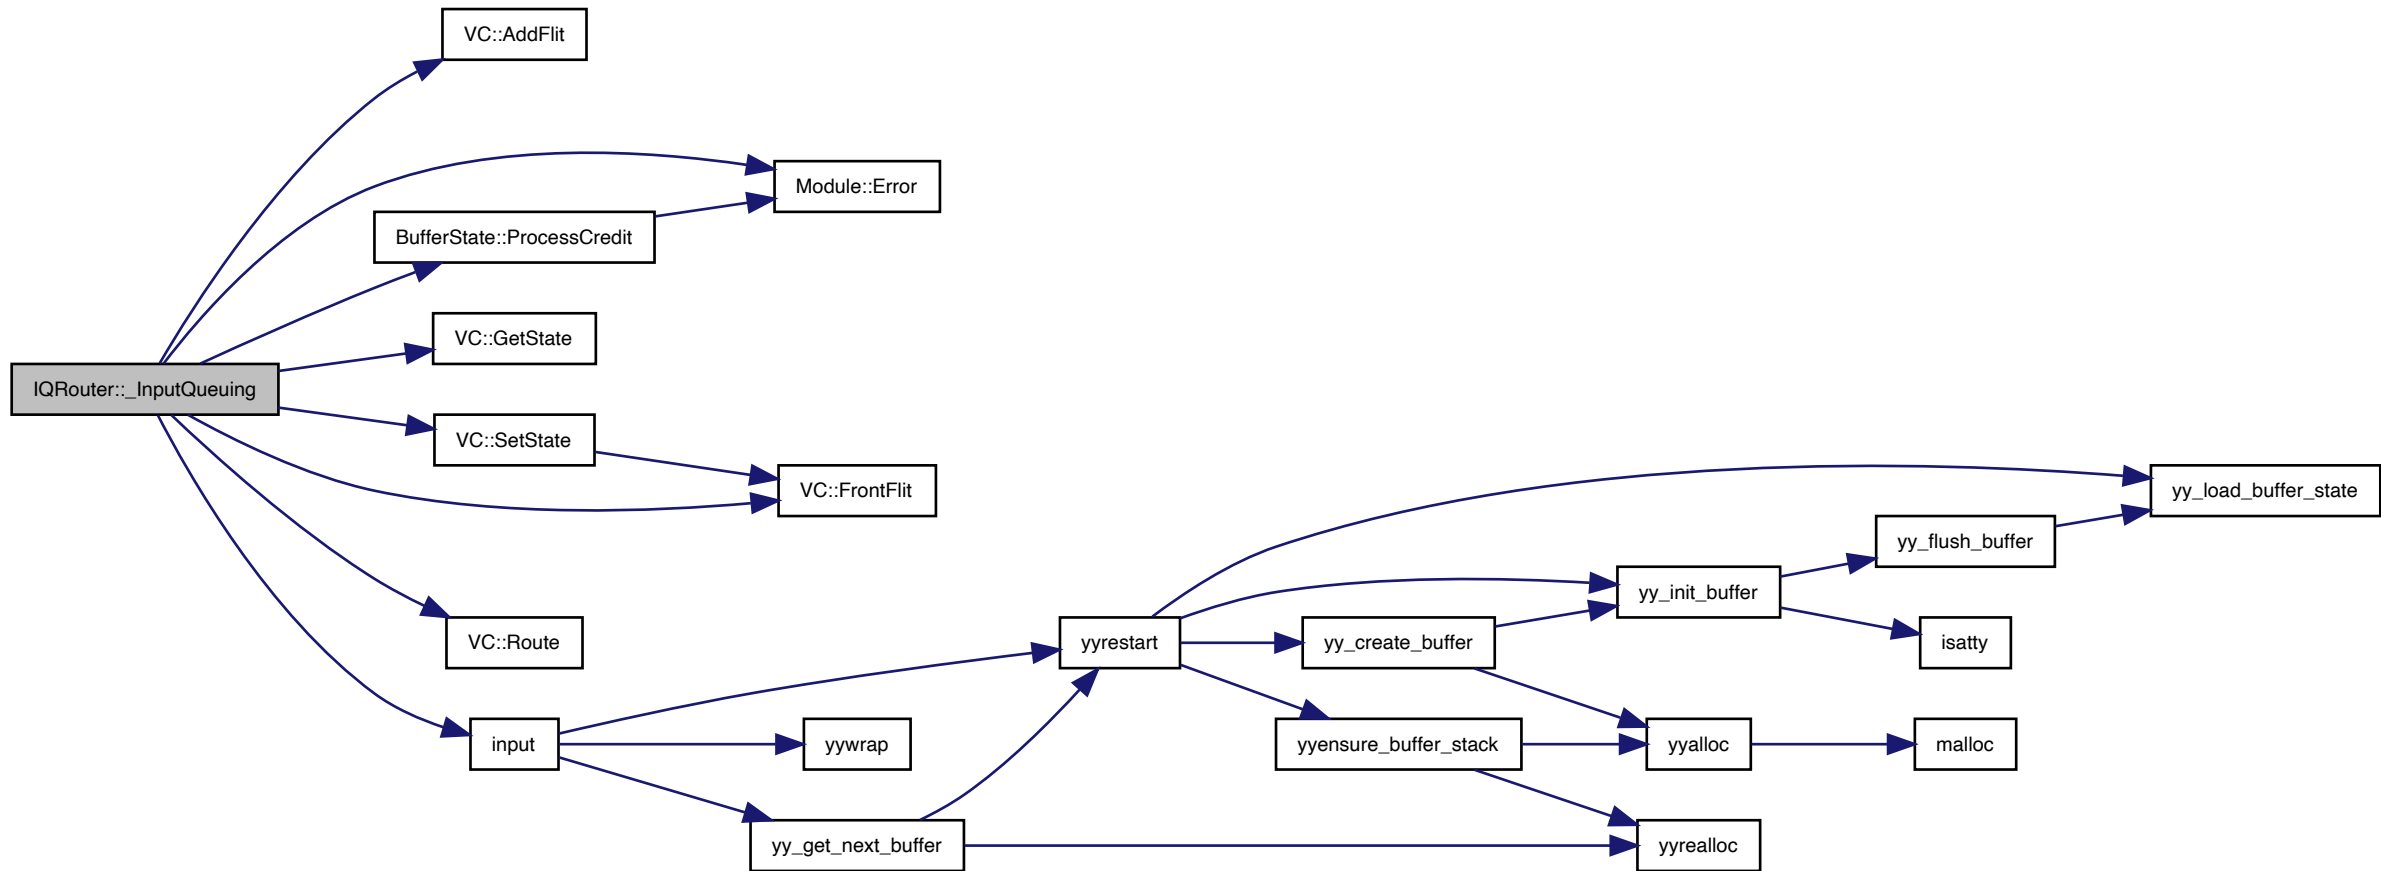 VC::AddFlit
Module::Error
BufferState::ProcessCredit
VC::GetState
IQRouter::_InputQueuing
VC::SetState
VC::FrontFlit
yy_load_buffer_state
yy_flush_buffer
yy_init_buffer
VC::Route
yyrestart
yy_create_buffer
isatty
input
yywrap
yyensure_buffer_stack
yyalloc
malloc
yy_get_next_buffer
yyrealloc